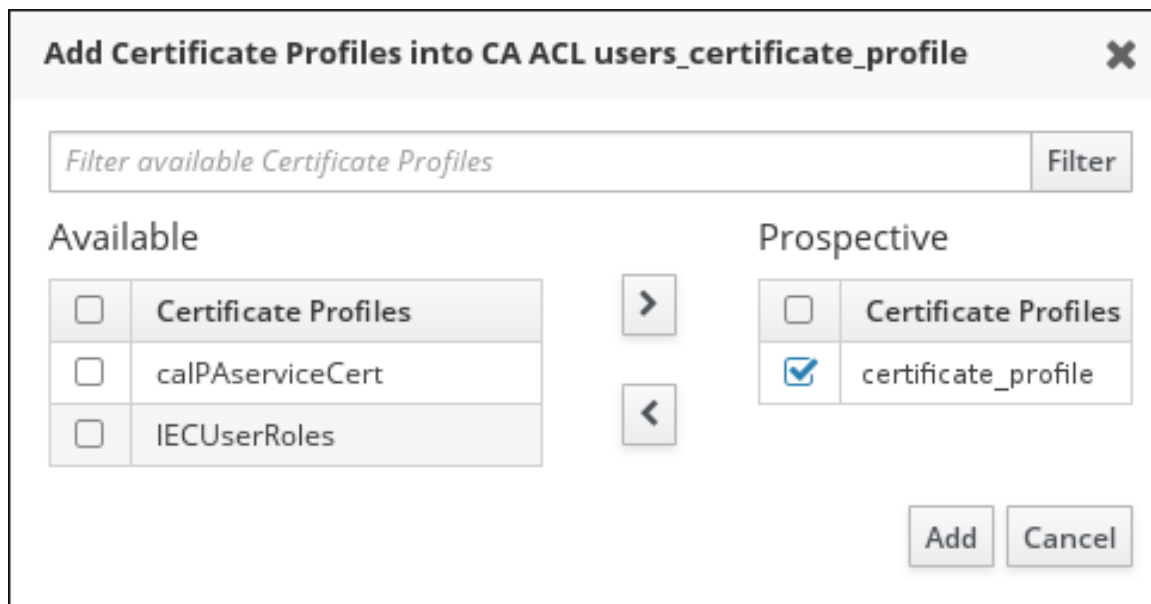 Add Certificate Profiles into CA ACL users_certificate_profile
Filter available Certificate Profiles
Filter
Available
Prospective
Certificate Profiles
Certificate Profiles
caIPAserviceCert
certificate_profile
IECUserRoles
Add
Cancel